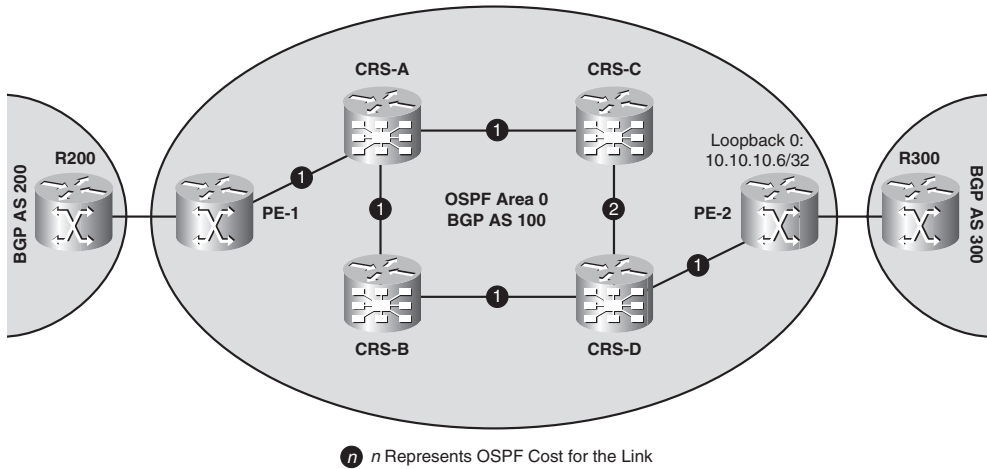 CRS-A
CRS-C
Loopback 0:
10.10.10.6/32
R200
R300
BGP AS 200
BGP AS 300
1
1
PE-1
1
OSPF Area 0
BGP AS 100
2
PE-2
1
1
CRS-B
CRS-D
n n Represents OSPF Cost for the Link